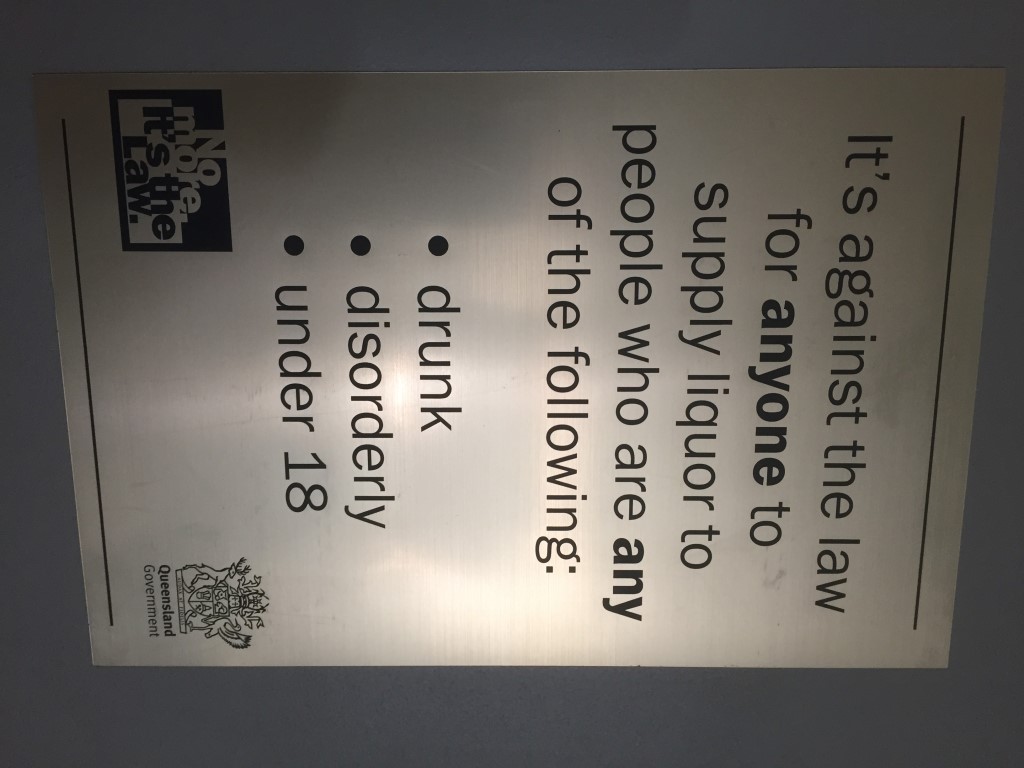 It's against the law
for anyone to
supply liquor to
people who are any
of the following:
• drunk
• disorderly
• under 18
No
more.
It's the
Law.
Queensland
Government